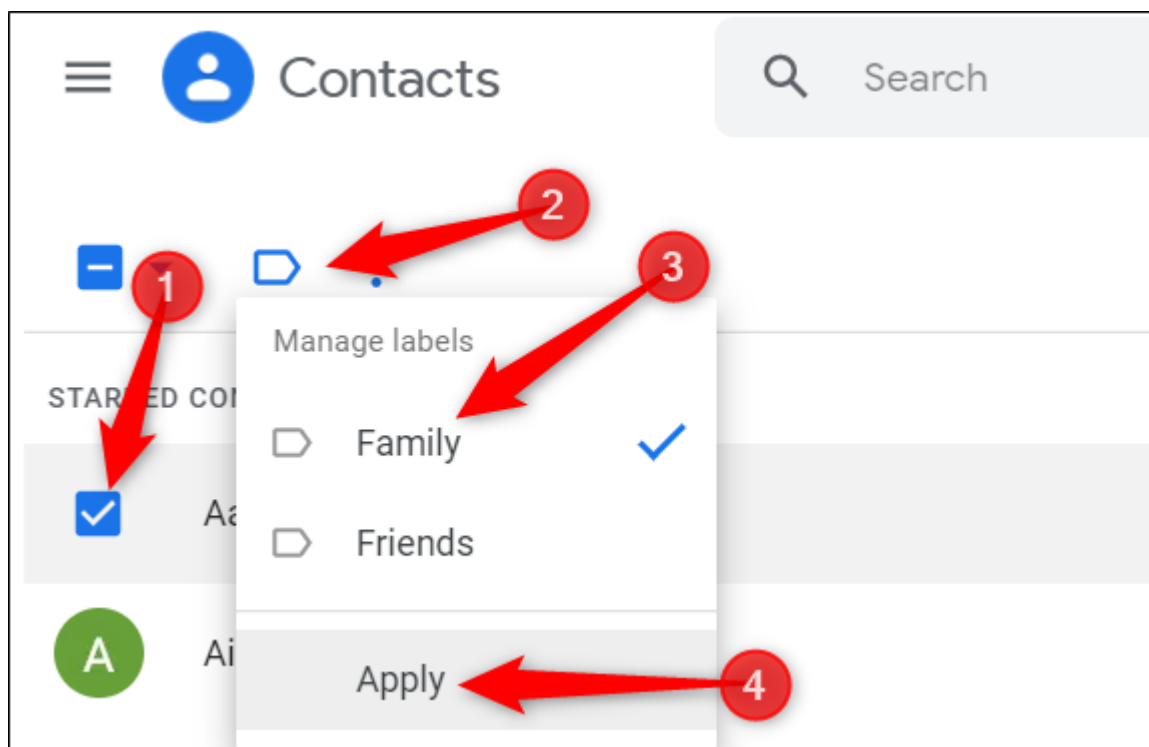 Contacts
Search
2
3
1
Manage labels
Family
Friends
A
Apply
4